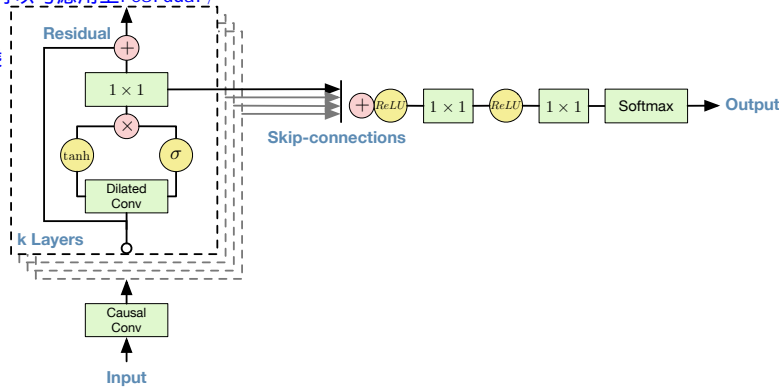 Residual
+
1 × 1
×
tanh
σ
Dilated
Conv
k Layers
Causal
Conv
Input
+
ReLU
1 × 1
ReLU
1 × 1
Softmax
Output
Skip-connections